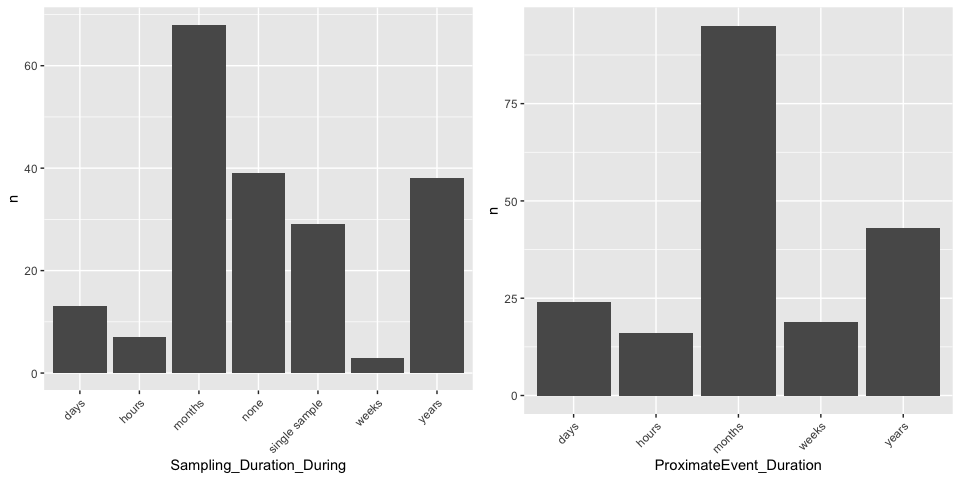 n
60
40
20
0
days
hours
months
none
single sample
weeks
years
Sampling_Duration_During
n
75
50
25
0
days
hours
months
weeks
years
ProximateEvent_Duration